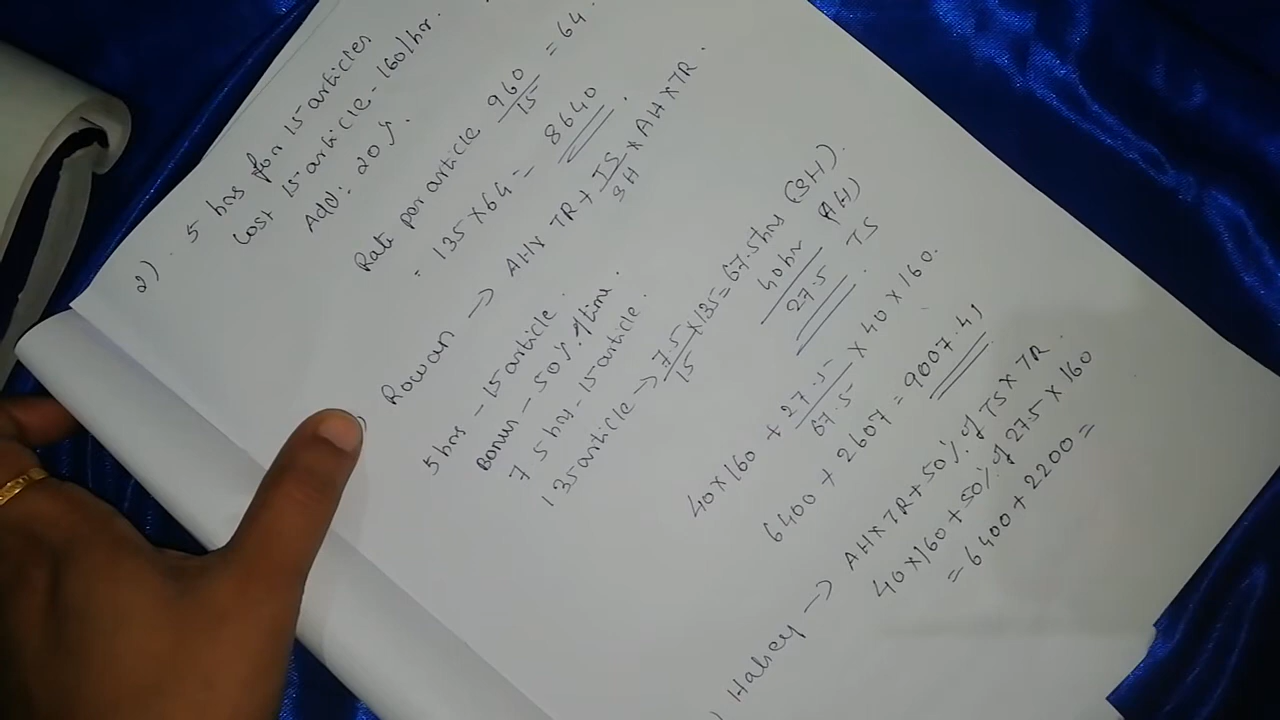 2) . 5 hrs for 15 articles
Cost 15 article - 160/hr.
Add: 20%.
Rate per article 960/15 = 64.
= 135 × 64 = 8640.
Rowan → AH × TR + TS/SH × AH × TR.
5hrs - 15 article.
Bonus - 50% of time.
7 5 hrs - 15 article.
135 article → 7.5/15 × 135 = 67.5 hrs (SH).
40 hr (AH)
27.5 TS
40 × 160 + 27.5/67.5 × 40 × 160.
6400 + 2607 = 9007.41
Halsey → AH × TR + 50% of TS × TR.
40 × 160 + 50% of 27.5 × 160
= 6400 + 2200 =